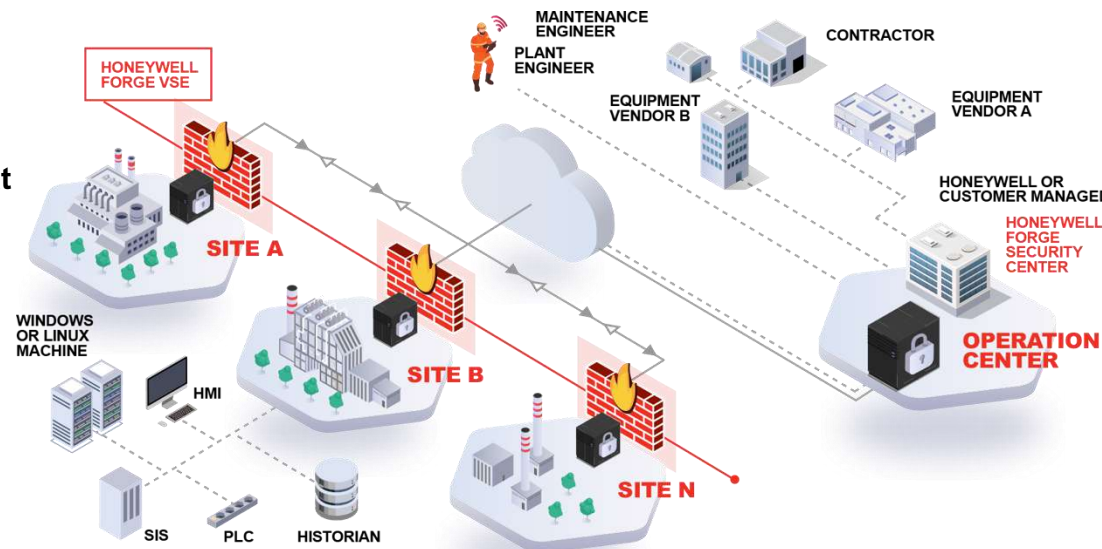 HONEYWELL
FORGE VSE
MAINTENANCE
ENGINEER
PLANT
ENGINEER
CONTRACTOR
EQUIPMENT
VENDOR B
EQUIPMENT
VENDOR A
t
HONEYWELL OR
CUSTOMER MANAGED
HONEYWELL
FORGE
SECURITY
CENTER
SITE A
OPERATION
CENTER
WINDOWS
OR LINUX
MACHINE
HMI
SITE B
SITE N
SIS
PLC
HISTORIAN